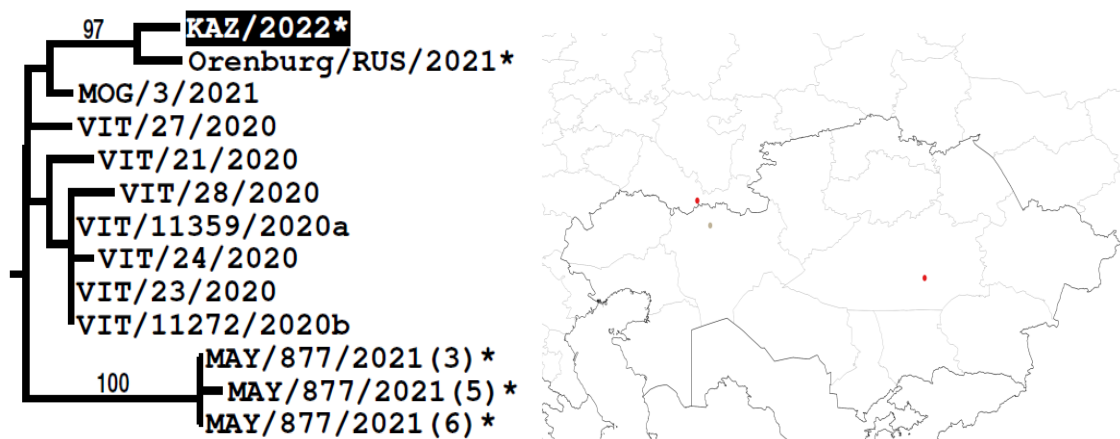 97
KAZ/2022*
Orenburg/RUS/2021*
MOG/3/2021
VIT/27/2020
VIT/21/2020
VIT/28/2020
VIT/11359/2020a
VIT/24/2020
VIT/23/2020
VIT/11272/2020b
MAY/877/2021(3)*
100
MAY/877/2021(5)*
MAY/877/2021(6)*